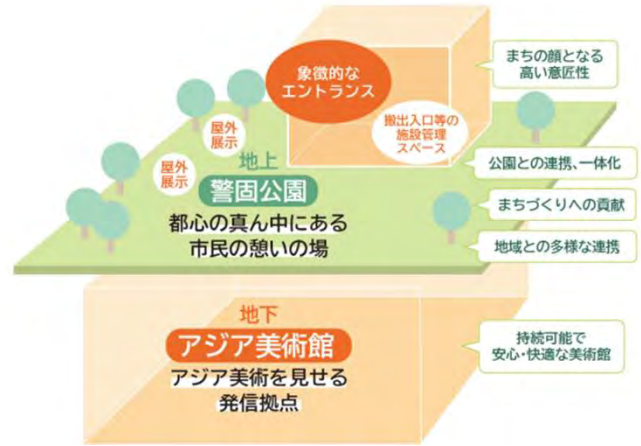 象徴的な
エントランス
搬出入口等の
施設管理
スペース
屋外
展示
屋外
展示
地上
警固公園
都心の真ん中にある
市民の憩いの場
まちの顔となる
高い意匠性
公園との連携、一体化
まちづくりへの貢献
地域との多様な連携
地下
アジア美術館
アジア美術を見せる
発信拠点
持続可能で
安心・快適な美術館